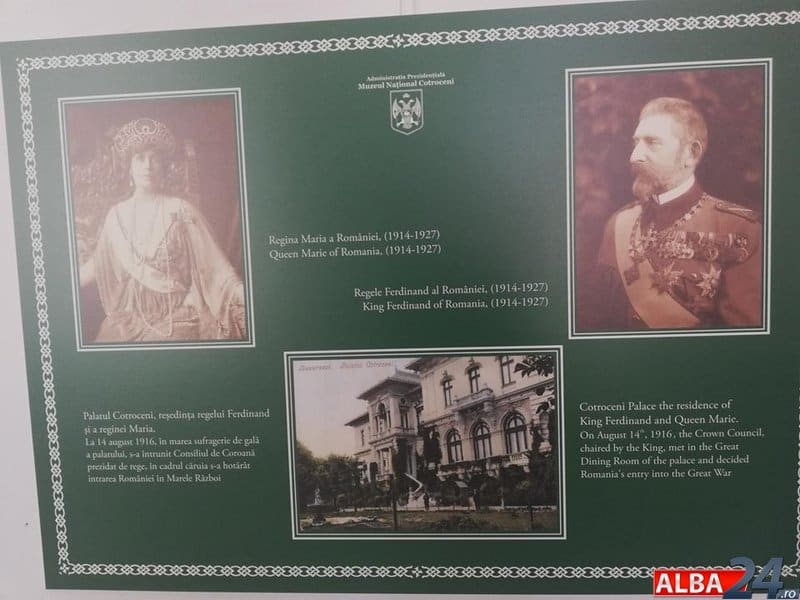 Administrația Prezidențială
Muzeul Național Cotroceni
Regina Maria a României, (1914-1927)
Queen Marie of Romania, (1914-1927)
Regele Ferdinand al României, (1914-1927)
King Ferdinand of Romania, (1914-1927)
Bucuresci.
Palatul Cotroceni, reședința regelui Ferdinand
și a reginei Maria.
La 14 august 1916, în marea sufragerie de gală
a palatului, s-a întrunit Consiliul de Coroană
prezidat de rege, în cadrul căruia s-a hotărât
intrarea României în Marele Război
Cotroceni Palace the residence of
King Ferdinand and Queen Marie.
On August 14th, 1916, the Crown Council,
chaired by the King, met in the Great
Dining Room of the palace and decided
Romania's entry into the Great War
ALBA24.ro